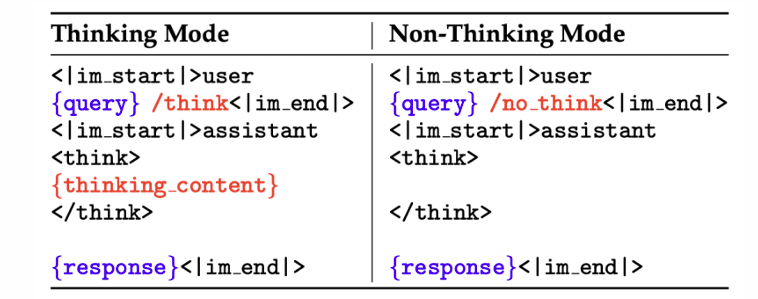 Thinking Mode
<|im_start|>user
{query} /think<|im_end|>
<|im_start|>assistant
<think>
{thinking_content}
</think>
{response}<|im_end|>
Non-Thinking Mode
<|im_start|>user
{query} /no_think<|im_end|>
<|im_start|>assistant
<think>
</think>
{response}<|im_end|>